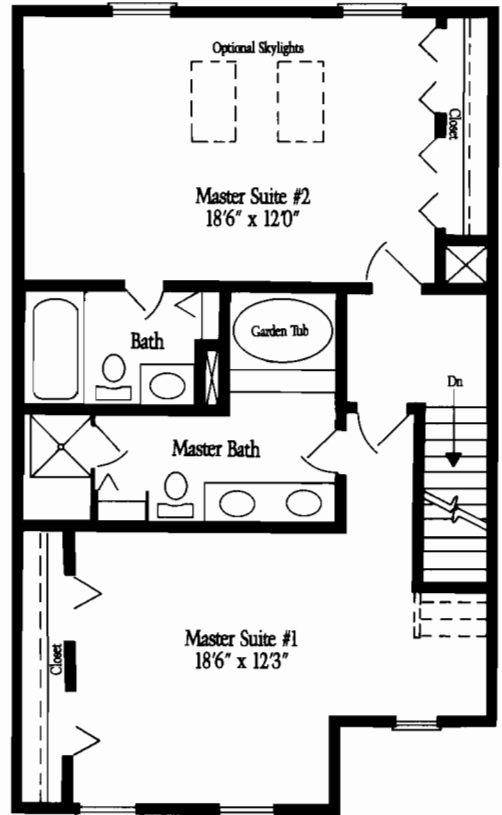 Optional Skylights
Closet
Master Suite #2
18'6" x 12'0"
Garden Tub
Bath
Dn
Master Bath
Master Suite #1
18'6" x 12'3"
Closet